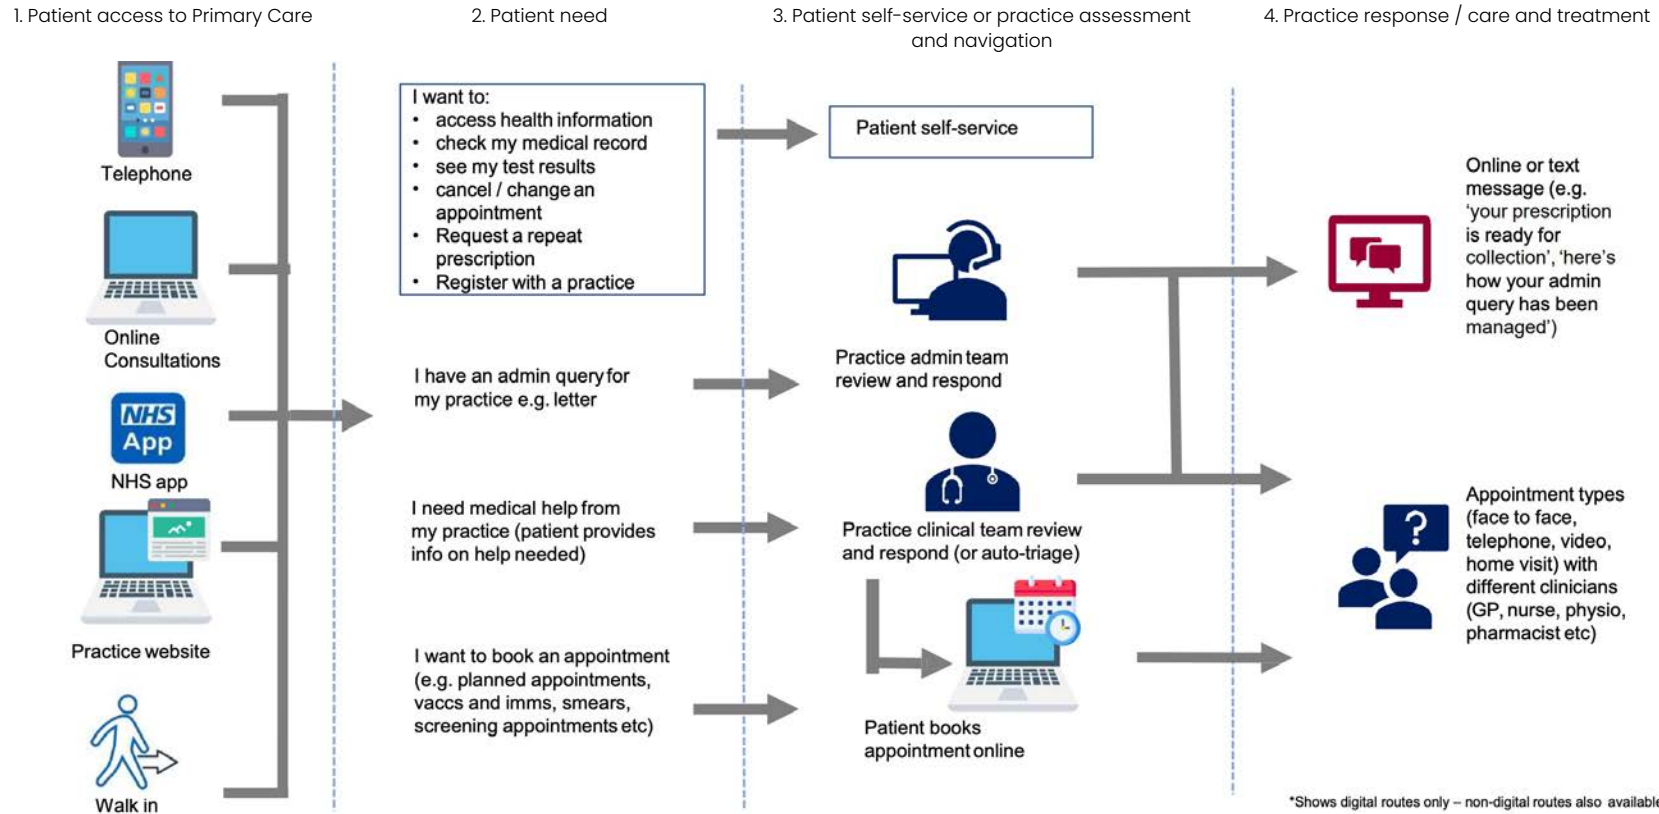 1. Patient access to Primary Care
2. Patient need
3. Patient self-service or practice assessment
and navigation
4. Practice response / care and treatment
Telephone
Online
Consultations
NHS
App
NHS app
Practice website
Walk in
I want to:
• access health information
• check my medical record
• see my test results
• cancel / change an
appointment
• Request a repeat
prescription
• Register with a practice
I have an admin query for
my practice e.g. letter
I need medical help from
my practice (patient provides
info on help needed)
I want to book an appointment
(e.g. planned appointments,
vaccs and imms, smears,
screening appointments etc)
Patient self-service
Practice admin team
review and respond
Practice clinical team review
and respond (or auto-triage)
Patient books
appointment online
Online or text
message (e.g.
‘your prescription
is ready for
collection’, ‘here’s
how your admin
query has been
managed’)
?
Appointment types
(face to face,
telephone, video,
home visit) with
different clinicians
(GP, nurse, physio,
pharmacist etc)
*Shows digital routes only – non-digital routes also available